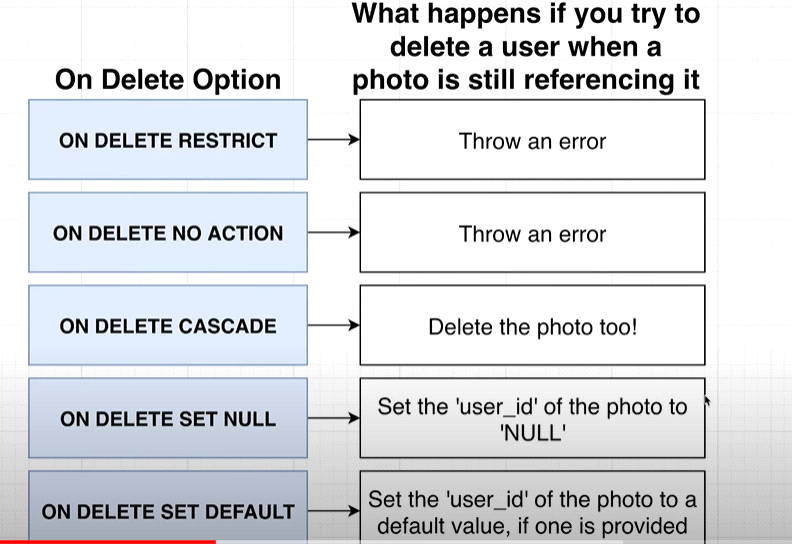 What happens if you try to
delete a user when a
On Delete Option
photo is still referencing it
ON DELETE RESTRICT
Throw an error
ON DELETE NO ACTION
Throw an error
ON DELETE CASCADE
Delete the photo too!
ON DELETE SET NULL
Set the 'user_id' of the photo to
'NULL'
ON DELETE SET DEFAULT
Set the 'user_id' of the photo to a
default value, if one is provided